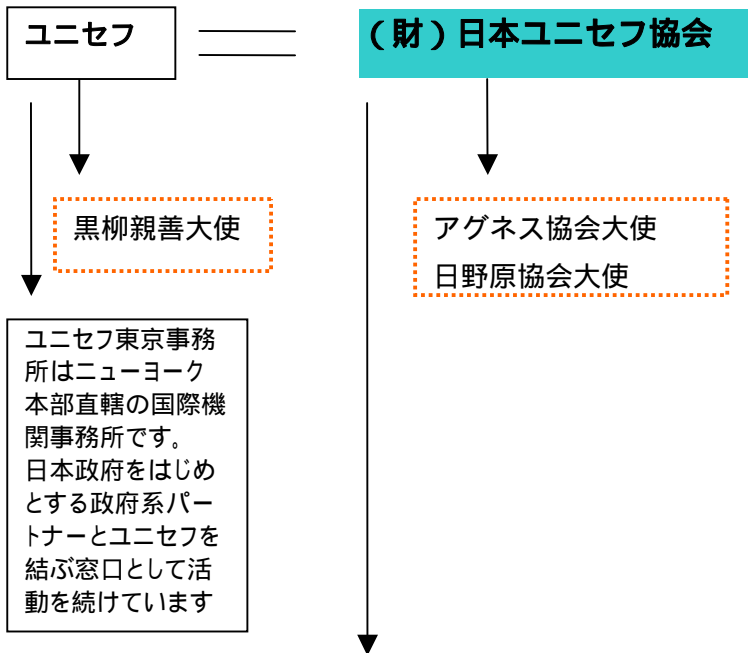 ユニセフ
(財)日本ユニセフ協会
黒柳親善大使
アグネス協会大使
日野原協会大使
ユニセフ東京事務
所はニューヨーク
本部直轄の国際機
関事務所です。
日本政府をはじめ
とする政府系パー
トナーとユニセフを
結ぶ窓口として活
動を続けています